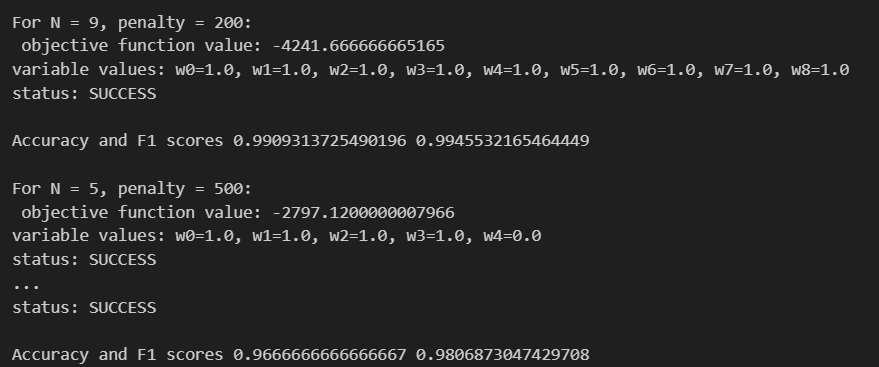 For N = 9, penalty = 200:
objective function value: -4241.666666665165
variable values: w0=1.0, w1=1.0, w2=1.0, w3=1.0, w4=1.0, w5=1.0, w6=1.0, w7=1.0, w8=1.0
status: SUCCESS
Accuracy and F1 scores 0.9909313725490196 0.9945532165464449
For N = 5, penalty = 500:
objective function value: -2797.1200000007966
variable values: w0=1.0, w1=1.0, w2=1.0, w3=1.0, w4=0.0
status: SUCCESS
...
status: SUCCESS
Accuracy and F1 scores 0.9666666666666667 0.9806873047429708